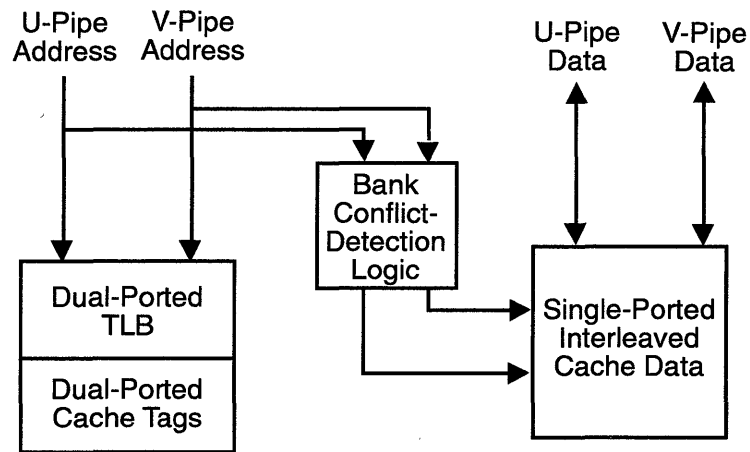 U-Pipe
Address
V-Pipe
Address
U-Pipe
Data
V-Pipe
Data
Bank
Conflict-
Detection
Logic
Dual-Ported
TLB
Dual-Ported
Cache Tags
Single-Ported
Interleaved
Cache Data